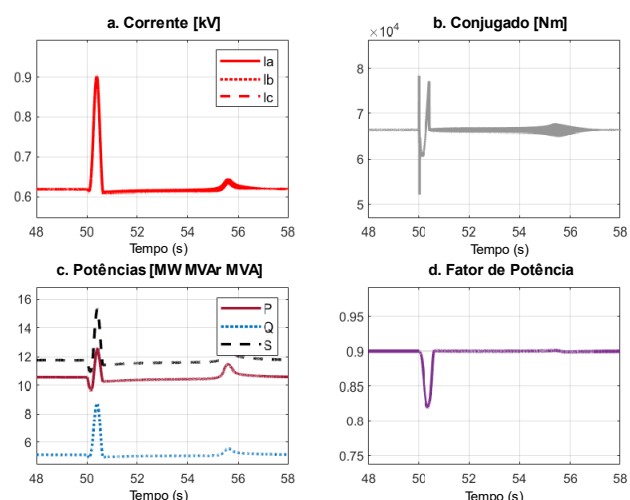 a. Corrente [kV]
0.9
0.8
0.7
0.6
Ia
Ib
Ic
48 50 52 54 56 58
Tempo (s)
b. Conjugado [Nm]
×10⁴
8
7
6
5
48 50 52 54 56 58
Tempo (s)
c. Potências [MW MVAr MVA]
16
14
12
10
8
6
P
Q
S
48 50 52 54 56 58
Tempo (s)
d. Fator de Potência
0.95
0.9
0.85
0.8
0.75
48 50 52 54 56 58
Tempo (s)